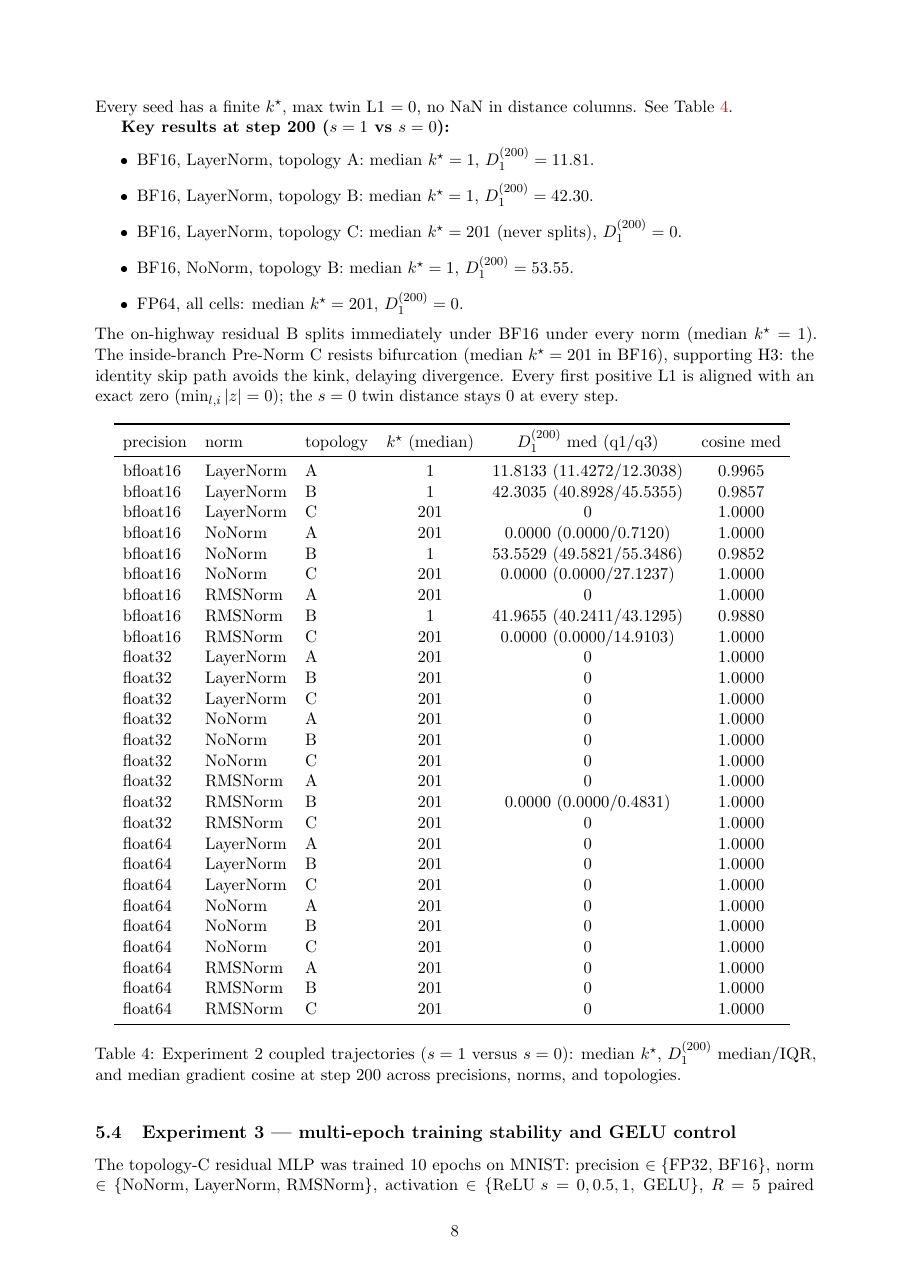 Every seed has a finite k⋆, max twin L1 = 0, no NaN in distance columns. See Table 4.
Key results at step 200 (s = 1 vs s = 0):
• BF16, LayerNorm, topology A: median k⋆ = 1, D₁⁽²⁰⁰⁾ = 11.81.
• BF16, LayerNorm, topology B: median k⋆ = 1, D₁⁽²⁰⁰⁾ = 42.30.
• BF16, LayerNorm, topology C: median k⋆ = 201 (never splits), D₁⁽²⁰⁰⁾ = 0.
• BF16, NoNorm, topology B: median k⋆ = 1, D₁⁽²⁰⁰⁾ = 53.55.
• FP64, all cells: median k⋆ = 201, D₁⁽²⁰⁰⁾ = 0.
The on-highway residual B splits immediately under BF16 under every norm (median k⋆ = 1).
The inside-branch Pre-Norm C resists bifurcation (median k⋆ = 201 in BF16), supporting H3: the
identity skip path avoids the kink, delaying divergence. Every first positive L1 is aligned with an
exact zero (min_{l,i} |z| = 0); the s = 0 twin distance stays 0 at every step.
precision norm topology k⋆ (median) D₁⁽²⁰⁰⁾ med (q1/q3) cosine med
bfloat16 LayerNorm A 1 11.8133 (11.4272/12.3038) 0.9965
bfloat16 LayerNorm B 1 42.3035 (40.8928/45.5355) 0.9857
bfloat16 LayerNorm C 201 0 1.0000
bfloat16 NoNorm A 201 0.0000 (0.0000/0.7120) 1.0000
bfloat16 NoNorm B 1 53.5529 (49.5821/55.3486) 0.9852
bfloat16 NoNorm C 201 0.0000 (0.0000/27.1237) 1.0000
bfloat16 RMSNorm A 201 0 1.0000
bfloat16 RMSNorm B 1 41.9655 (40.2411/43.1295) 0.9880
bfloat16 RMSNorm C 201 0.0000 (0.0000/14.9103) 1.0000
float32 LayerNorm A 201 0 1.0000
float32 LayerNorm B 201 0 1.0000
float32 LayerNorm C 201 0 1.0000
float32 NoNorm A 201 0 1.0000
float32 NoNorm B 201 0 1.0000
float32 NoNorm C 201 0 1.0000
float32 RMSNorm A 201 0 1.0000
float32 RMSNorm B 201 0.0000 (0.0000/0.4831) 1.0000
float32 RMSNorm C 201 0 1.0000
float64 LayerNorm A 201 0 1.0000
float64 LayerNorm B 201 0 1.0000
float64 LayerNorm C 201 0 1.0000
float64 NoNorm A 201 0 1.0000
float64 NoNorm B 201 0 1.0000
float64 NoNorm C 201 0 1.0000
float64 RMSNorm A 201 0 1.0000
float64 RMSNorm B 201 0 1.0000
float64 RMSNorm C 201 0 1.0000
Table 4: Experiment 2 coupled trajectories (s = 1 versus s = 0): median k⋆, D₁⁽²⁰⁰⁾ median/IQR,
and median gradient cosine at step 200 across precisions, norms, and topologies.
5.4 Experiment 3 — multi-epoch training stability and GELU control
The topology-C residual MLP was trained 10 epochs on MNIST: precision ∈ {FP32, BF16}, norm
∈ {NoNorm, LayerNorm, RMSNorm}, activation ∈ {ReLU s = 0, 0.5, 1, GELU}, R = 5 paired
8